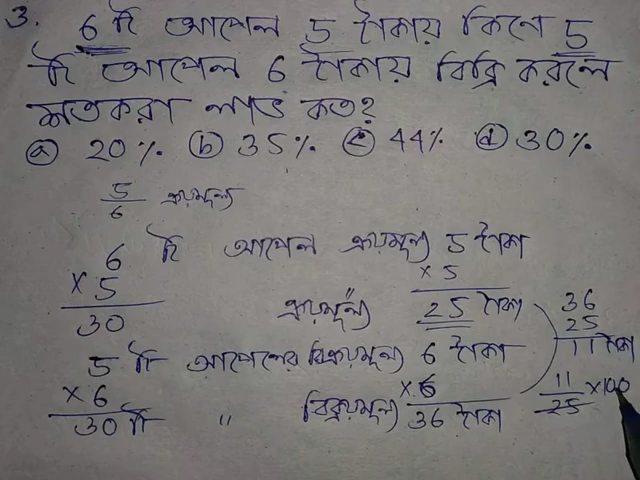 3. 6 টি আপেল 5 টাকায় কিনে 5
টি আপেল 6 টাকায় বিক্রি করলে
শতকরা লাভ কত?
ⓐ 20% ⓑ 35% ⓒ 44% ⓓ 30%
5/6 ক্রয়মূল্য
6 টি আপেল ক্রয়মূল্য 5 টাকা
× 5 × 5
30 ক্রয়মূল্য 25 টাকা
36
25
11 টাকা
5 টি আপেলের বিক্রয়মূল্য 6 টাকা
× 6 × 6
30 টি " বিক্রয়মূল্য 36 টাকা
11/25 × 100